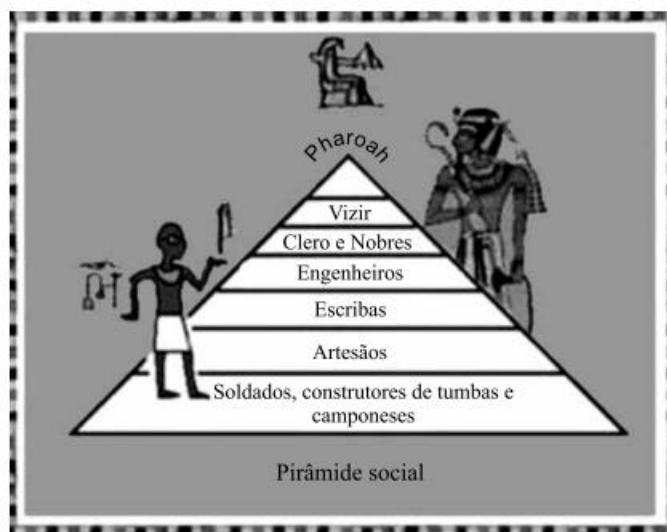 Pharoah
Vizir
Clero e Nobres
Engenheiros
Escribas
Artesãos
Soldados, construtores de tumbas e
camponeses
Pirâmide social